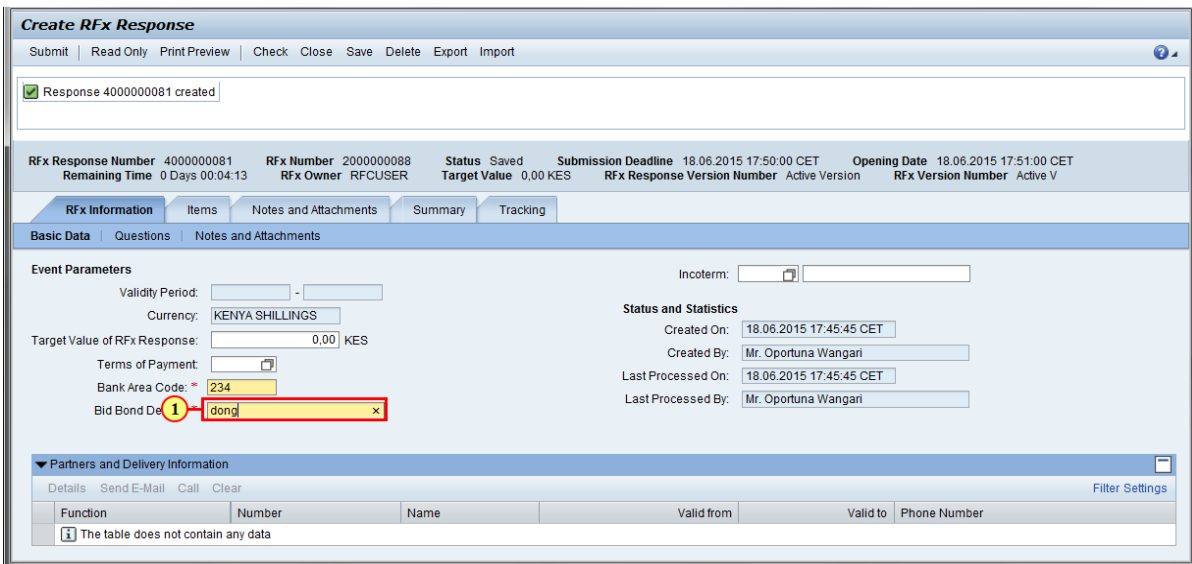 Create RFx Response
Submit | Read Only Print Preview | Check Close Save Delete Export Import
Response 4000000081 created
RFx Response Number 4000000081 RFx Number 2000000088 Status Saved Submission Deadline 18.06.2015 17:50:00 CET Opening Date 18.06.2015 17:51:00 CET
Remaining Time 0 Days 00:04:13 RFx Owner RFCUSER Target Value 0,00 KES RFx Response Version Number Active Version RFx Version Number Active V
RFx Information Items Notes and Attachments Summary Tracking
Basic Data | Questions | Notes and Attachments
Event Parameters
Validity Period: -
Currency: KENYA SHILLINGS
Target Value of RFx Response: 0,00 KES
Terms of Payment:
Bank Area Code: * 234
Bid Bond De 1 * dong
Incoterm:
Status and Statistics
Created On: 18.06.2015 17:45:45 CET
Created By: Mr. Oportuna Wangari
Last Processed On: 18.06.2015 17:45:45 CET
Last Processed By: Mr. Oportuna Wangari
Partners and Delivery Information
Details Send E-Mail Call Clear Filter Settings
Function Number Name Valid from Valid to Phone Number
The table does not contain any data